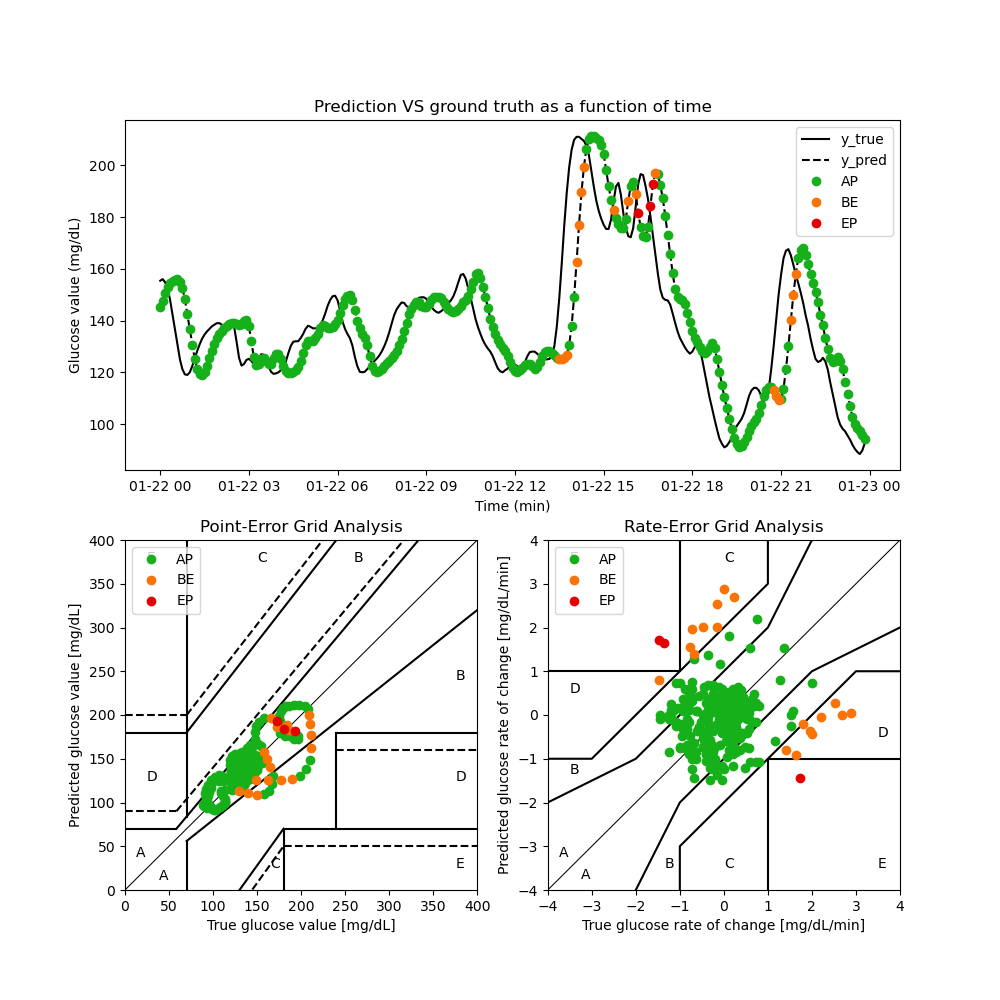 Prediction VS ground truth as a function of time
Glucose value (mg/dL)
200
180
160
140
120
100
y_true
y_pred
AP
BE
EP
01-22 00 01-22 03 01-22 06 01-22 09 01-22 12 01-22 15 01-22 18 01-22 21 01-23 00
Time (min)
Point-Error Grid Analysis
Predicted glucose value [mg/dL]
400
350
300
250
200
150
100
50
0
AP
BE
EP
C
B
B
D
D
A
A
C
E
0 50 100 150 200 250 300 350 400
True glucose value [mg/dL]
Rate-Error Grid Analysis
Predicted glucose rate of change [mg/dL/min]
4
3
2
1
0
−1
−2
−3
−4
AP
BE
EP
C
D
D
B
A
A
B
C
E
−4 −3 −2 −1 0 1 2 3 4
True glucose rate of change [mg/dL/min]